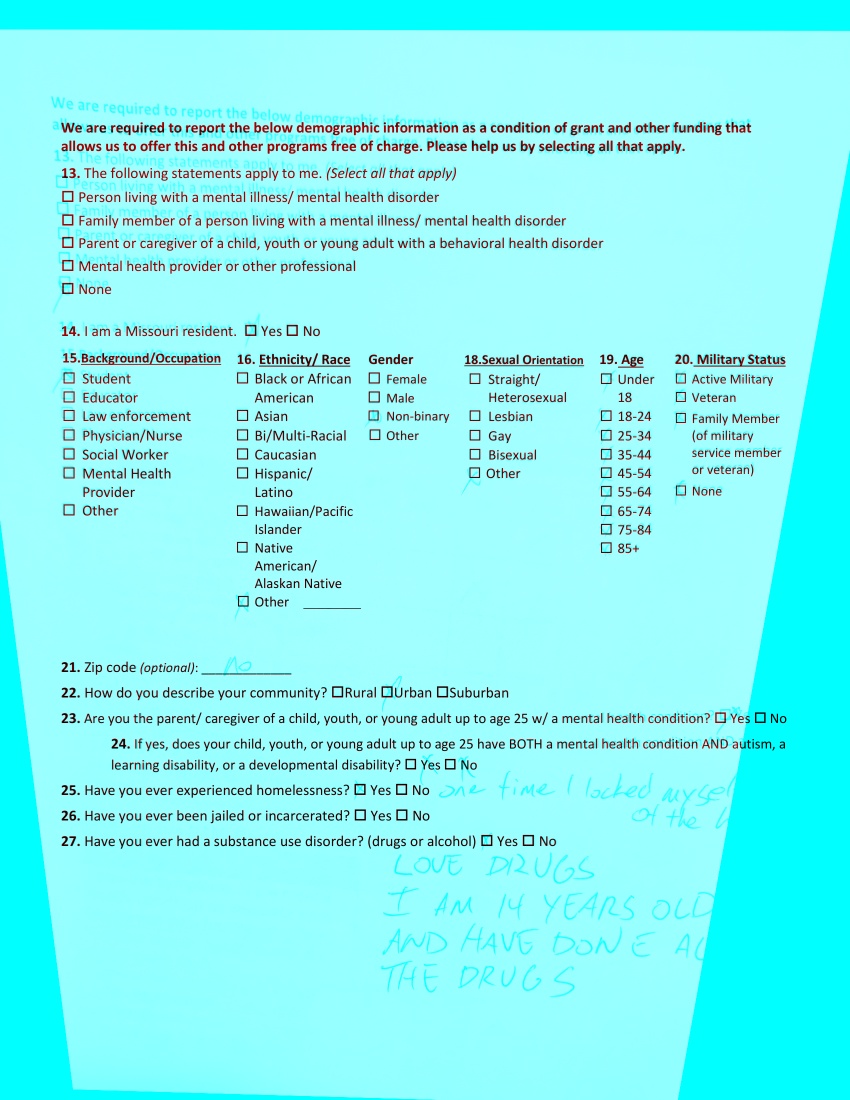 We are required to report the below demographic information as a condition of grant and other funding that
allows us to offer this and other programs free of charge. Please help us by selecting all that apply.
13. The following statements apply to me. (Select all that apply)
☐ Person living with a mental illness/ mental health disorder
☐ Family member of a person living with a mental illness/ mental health disorder
☐ Parent or caregiver of a child, youth or young adult with a behavioral health disorder
☐ Mental health provider or other professional
☐ None
14. I am a Missouri resident. ☐ Yes ☐ No
15.Background/Occupation
☐ Student
☐ Educator
☐ Law enforcement
☐ Physician/Nurse
☐ Social Worker
☐ Mental Health
Provider
☐ Other
16. Ethnicity/ Race
☐ Black or African
American
☐ Asian
☐ Bi/Multi-Racial
☐ Caucasian
☐ Hispanic/
Latino
☐ Hawaiian/Pacific
Islander
☐ Native
American/
Alaskan Native
☐ Other ________
Gender
☐ Female
☐ Male
☐ Non-binary
☐ Other
18.Sexual Orientation
☐ Straight/
Heterosexual
☐ Lesbian
☐ Gay
☐ Bisexual
☐ Other
19. Age
☐ Under
18
☐ 18-24
☐ 25-34
☐ 35-44
☐ 45-54
☐ 55-64
☐ 65-74
☐ 75-84
☐ 85+
20. Military Status
☐ Active Military
☐ Veteran
☐ Family Member
(of military
service member
or veteran)
☐ None
21. Zip code (optional): no
22. How do you describe your community? ☐Rural ☐Urban ☐Suburban
23. Are you the parent/ caregiver of a child, youth, or young adult up to age 25 w/ a mental health condition? ☐ Yes ☐ No
24. If yes, does your child, youth, or young adult up to age 25 have BOTH a mental health condition AND autism, a
learning disability, or a developmental disability? ☐ Yes ☐ No
25. Have you ever experienced homelessness? ☐ Yes ☐ No one time I locked
of the
26. Have you ever been jailed or incarcerated? ☐ Yes ☐ No
27. Have you ever had a substance use disorder? (drugs or alcohol) ☐ Yes ☐ No
LOVE DRUGS
I AM 14 YEARS OLD
AND HAVE DONE
THE DRUGS